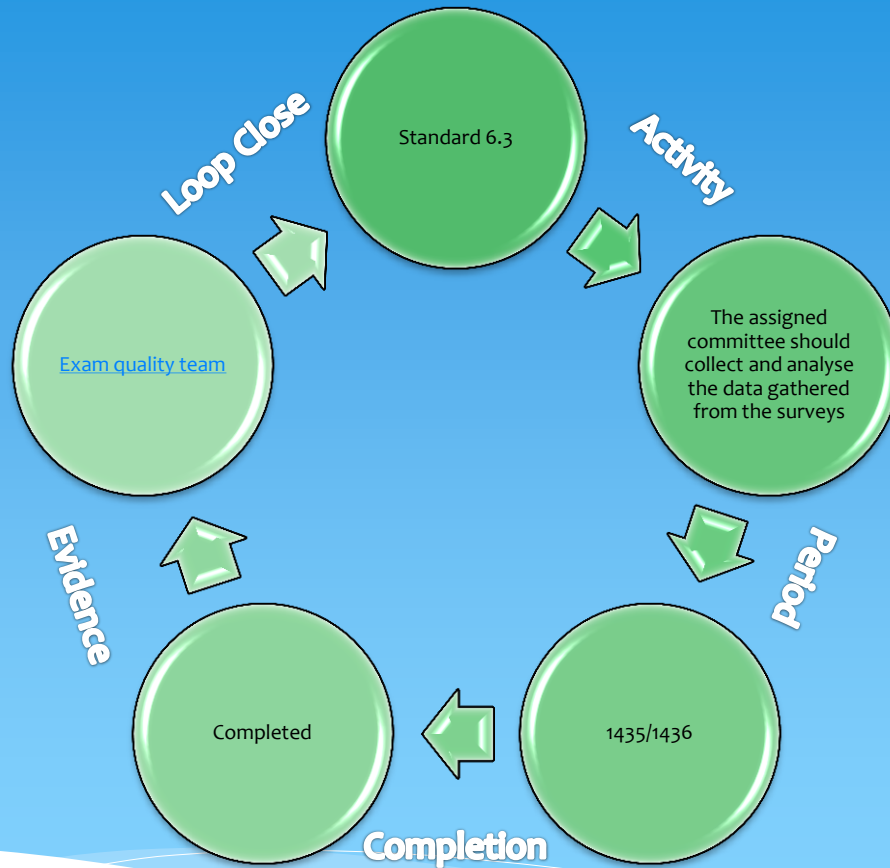 Standard 6.3
Activity
The assigned
committee should
collect and analyse
the data gathered
from the surveys
Period
1435/1436
Completion
Completed
Evidence
Exam quality team
Loop Close